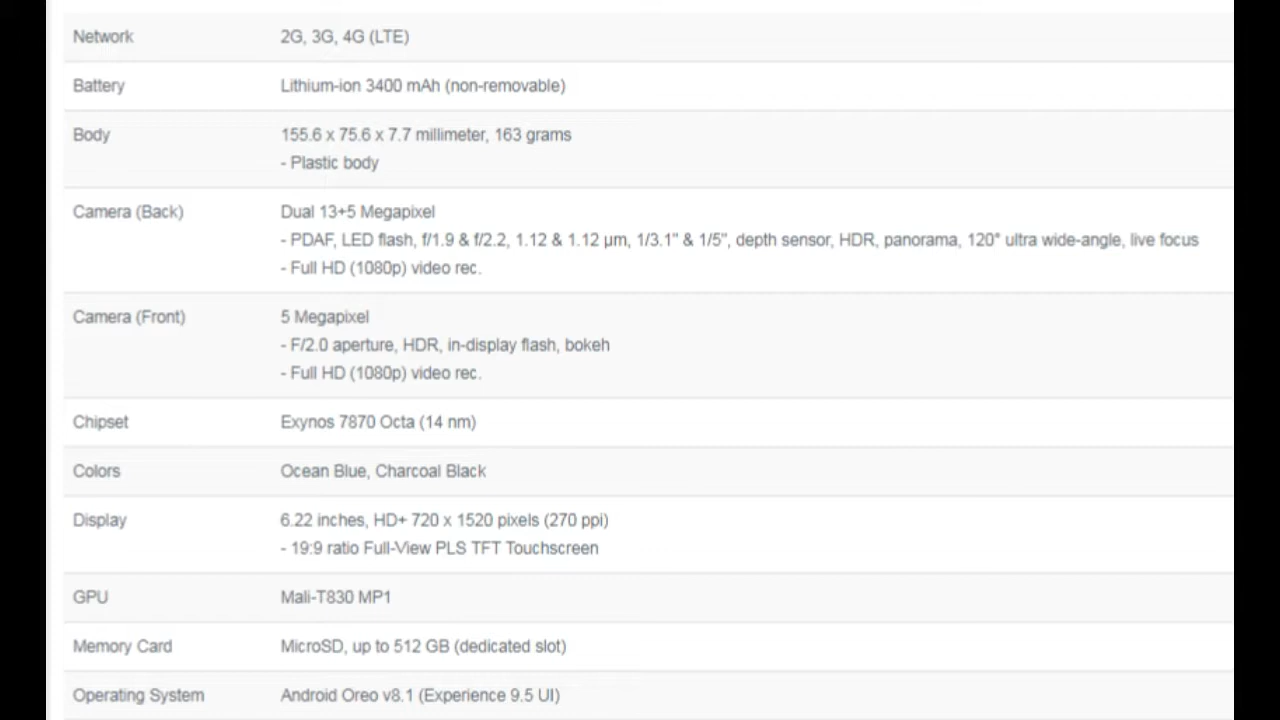 Network 2G, 3G, 4G (LTE)
Battery Lithium-ion 3400 mAh (non-removable)
Body 155.6 x 75.6 x 7.7 millimeter, 163 grams
- Plastic body
Camera (Back) Dual 13+5 Megapixel
- PDAF, LED flash, f/1.9 & f/2.2, 1.12 & 1.12 μm, 1/3.1" & 1/5", depth sensor, HDR, panorama, 120° ultra wide-angle, live focus
- Full HD (1080p) video rec.
Camera (Front) 5 Megapixel
- F/2.0 aperture, HDR, in-display flash, bokeh
- Full HD (1080p) video rec.
Chipset Exynos 7870 Octa (14 nm)
Colors Ocean Blue, Charcoal Black
Display 6.22 inches, HD+ 720 x 1520 pixels (270 ppi)
- 19:9 ratio Full-View PLS TFT Touchscreen
GPU Mali-T830 MP1
Memory Card MicroSD, up to 512 GB (dedicated slot)
Operating System Android Oreo v8.1 (Experience 9.5 UI)